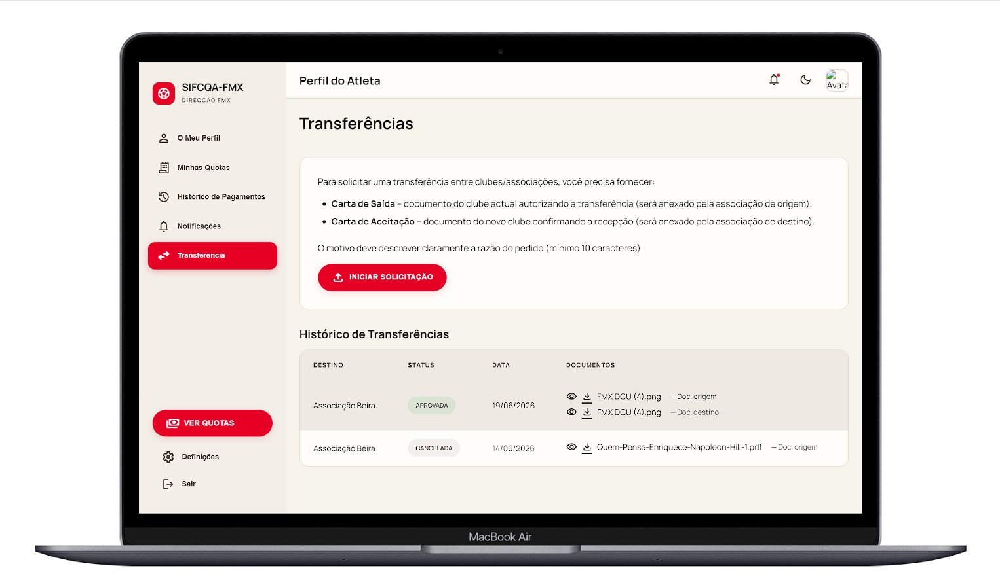 SIFCQA-FMX
DIRECÇÃO FMX
O Meu Perfil
Minhas Quotas
Histórico de Pagamentos
Notificações
Transferência
VER QUOTAS
Definições
Sair
Perfil do Atleta
Avata
Transferências
Para solicitar uma transferência entre clubes/associações, você precisa fornecer:
• Carta de Saída – documento do clube actual autorizando a transferência (será anexado pela associação de origem).
• Carta de Aceitação – documento do novo clube confirmando a recepção (será anexado pela associação de destino).
O motivo deve descrever claramente a razão do pedido (mínimo 10 caracteres).
INICIAR SOLICITAÇÃO
Histórico de Transferências
DESTINO STATUS DATA DOCUMENTOS
Associação Beira APROVADA 19/06/2026 FMX DCU (4).png — Doc. origem
FMX DCU (4).png — Doc. destino
Associação Beira CANCELADA 14/06/2026 Quem-Pensa-Enriquece-Napoleon-Hill-1.pdf — Doc. origem
MacBook Air